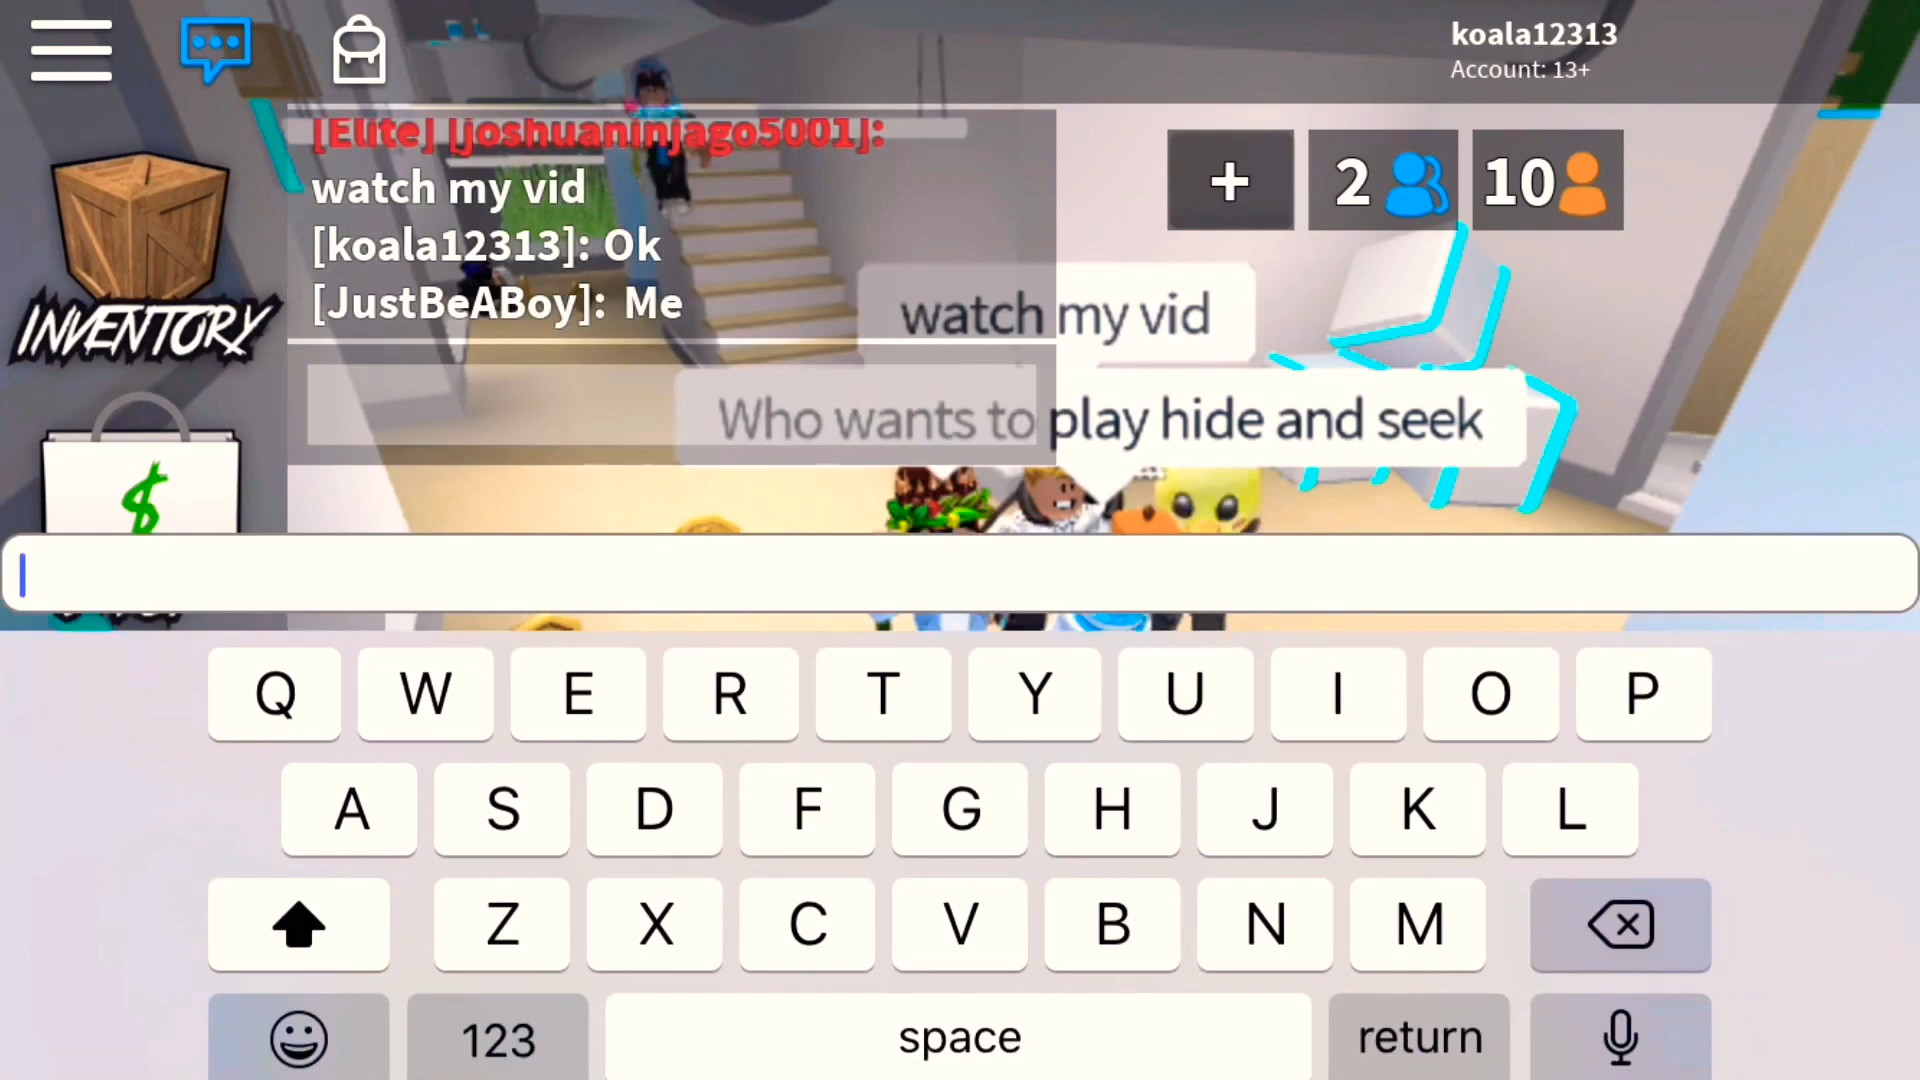 koala12313
Account: 13+
[Elite] [joshuaninjago5001]:
watch my vid
[koala12313]: Ok
[JustBeABoy]: Me
+
2
10
INVENTORY
$
watch my vid
Who wants to play hide and seek
Q W E R T Y U I O P
A S D F G H J K L
Z X C V B N M
123
space
return